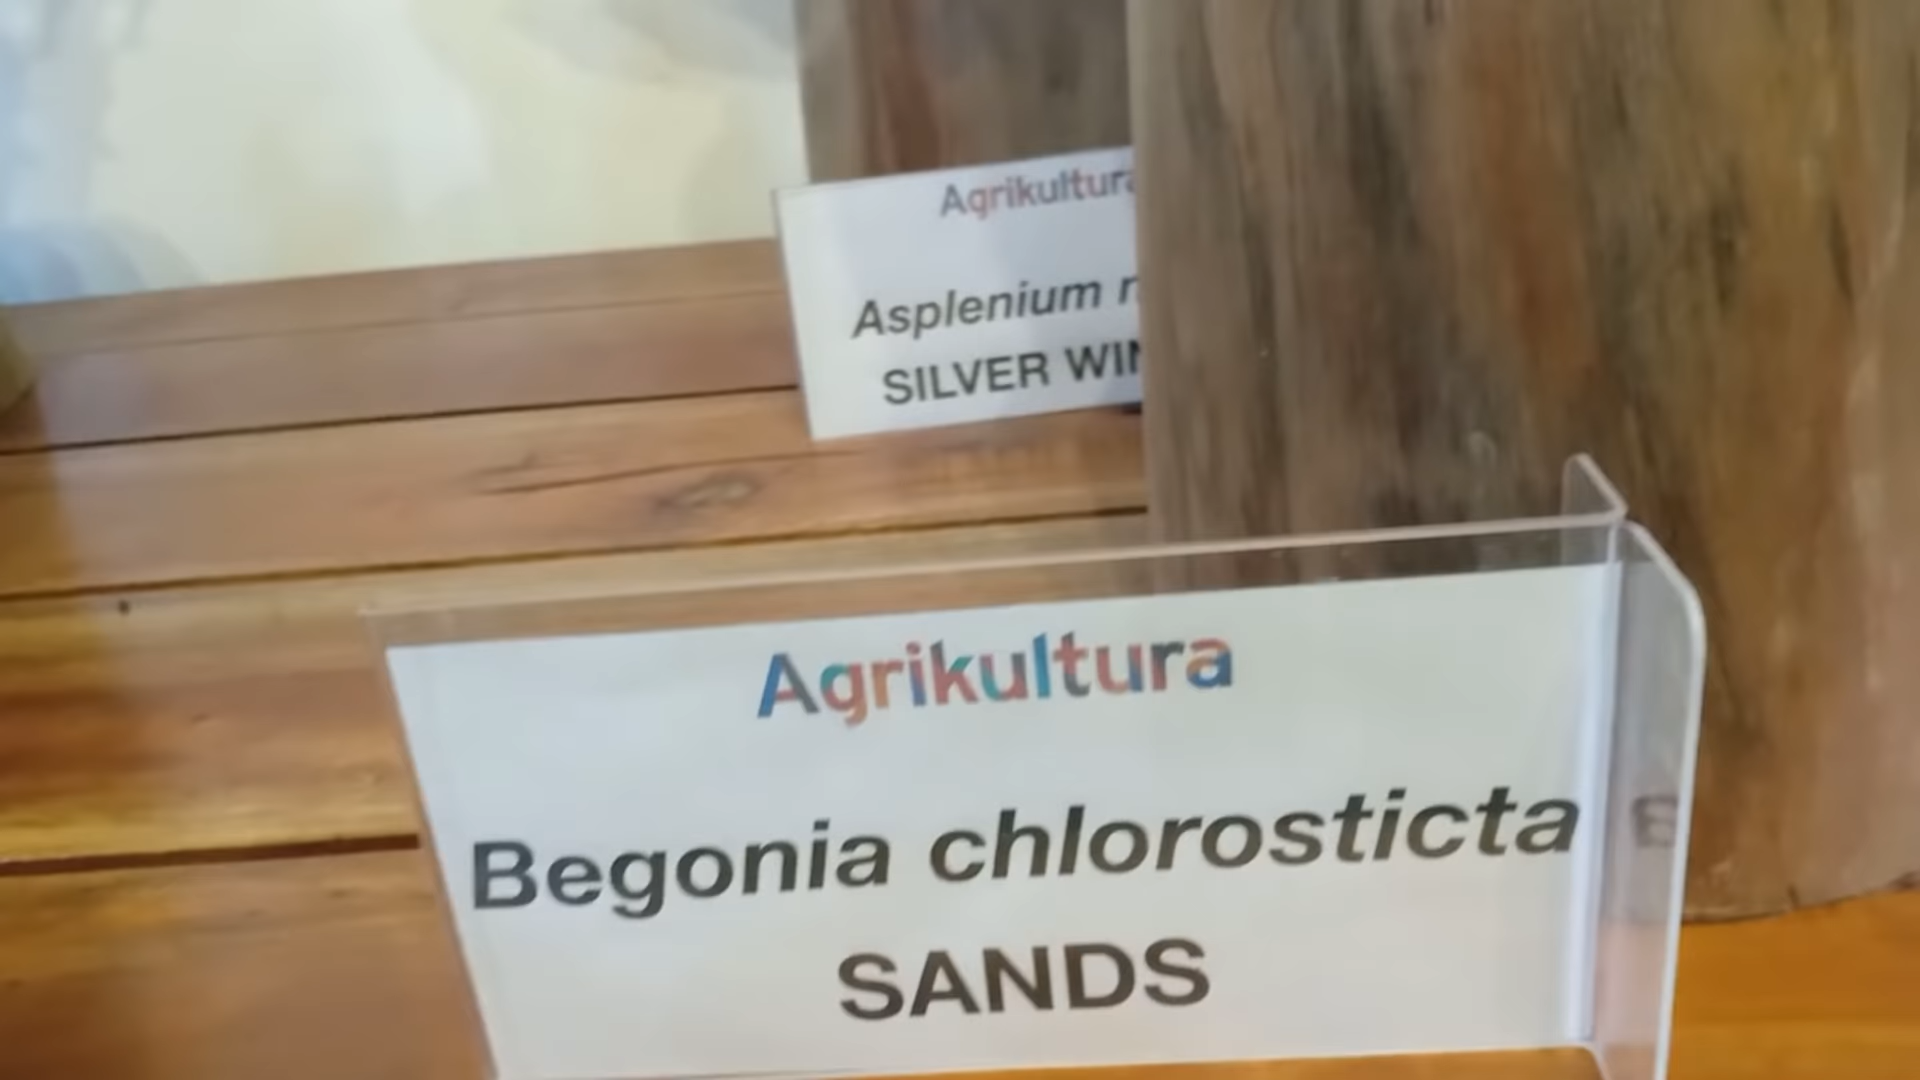 Agrikultura
Asplenium
SILVER
Agrikultura
Begonia chlorosticta
SANDS